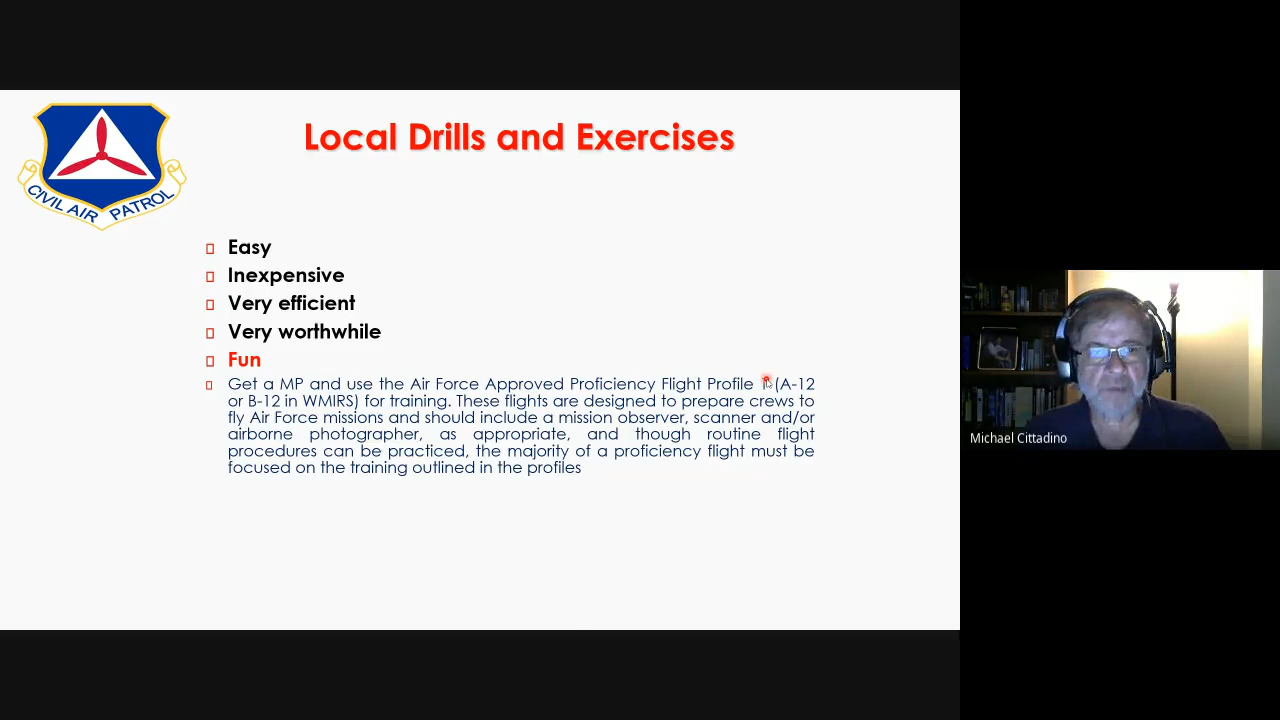 Local Drills and Exercises
CIVIL AIR PATROL
Easy
Inexpensive
Very efficient
Very worthwhile
Fun
Get a MP and use the Air Force Approved Proficiency Flight Profile 1 (A-12
or B-12 in WMIRS) for training. These flights are designed to prepare crews to
fly Air Force missions and should include a mission observer, scanner and/or
airborne photographer, as appropriate, and though routine flight
procedures can be practiced, the majority of a proficiency flight must be
focused on the training outlined in the profiles
Michael Cittadino